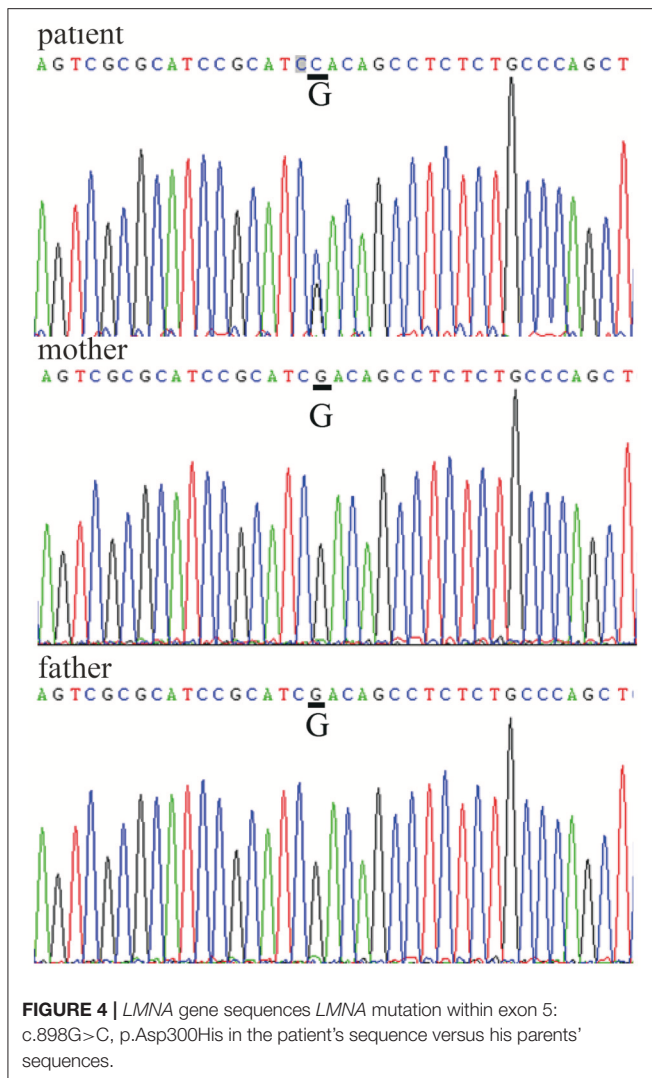 patient
AGTCGCGCATCCGCATCCACAGCCTCTCTGCCCAGCT
G
mother
AGTCGCGCATCCGCATCGACAGCCTCTCTGCCCAGCT
G
father
AGTCGCGCATCCGCATCGACAGCCTCTCTGCCCAGCT
G
FIGURE 4 | LMNA gene sequences LMNA mutation within exon 5:
c.898G>C, p.Asp300His in the patient's sequence versus his parents'
sequences.